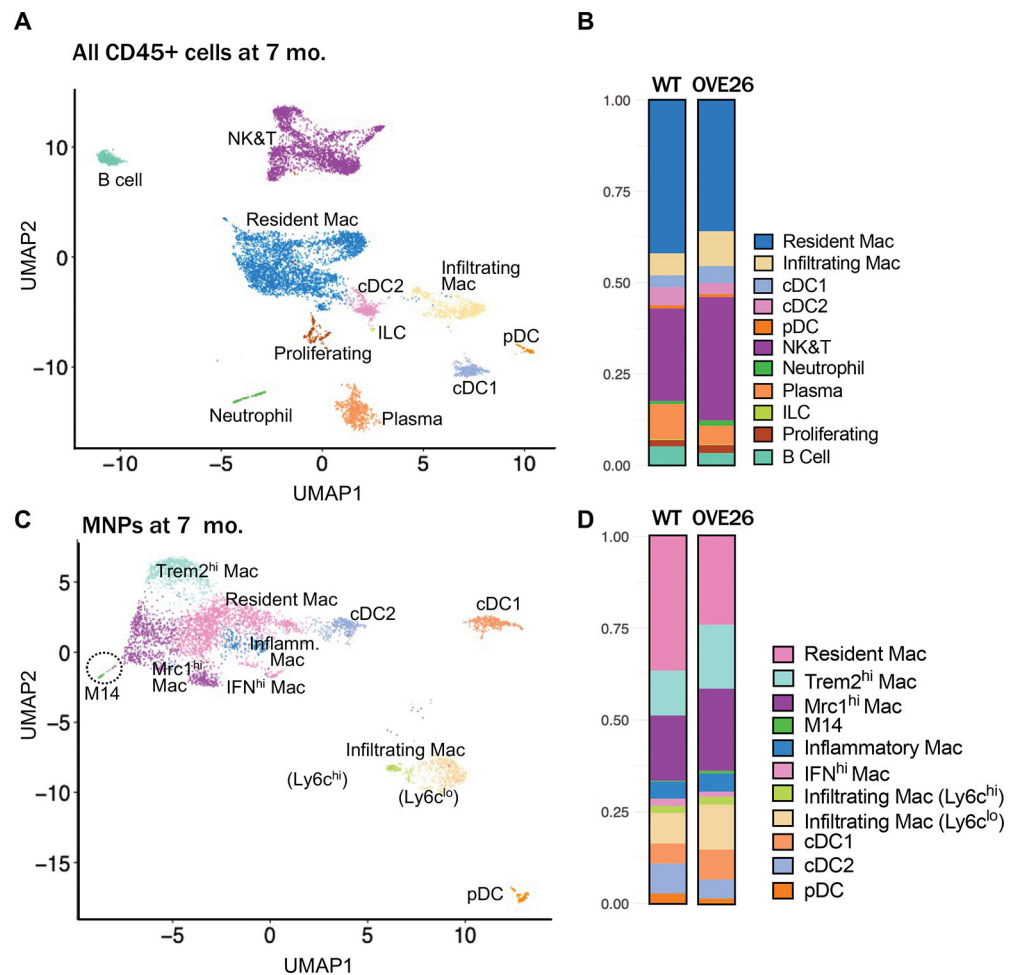 A
All CD45+ cells at 7 mo.
UMAP2
10
0
−10
−10
−5
0
5
10
UMAP1
NK&T
B cell
Resident Mac
cDC2
Infiltrating
Mac
ILC
pDC
Proliferating
cDC1
Neutrophil
Plasma
B
WT OVE26
1.00
0.75
0.50
0.25
0.00
Resident Mac
Infiltrating Mac
cDC1
cDC2
pDC
NK&T
Neutrophil
Plasma
ILC
Proliferating
B Cell
C
MNPs at 7 mo.
UMAP2
5
0
−5
−10
−15
−5
0
5
10
UMAP1
Trem2hi Mac
Resident Mac
cDC2
cDC1
Inflamm.
Mac
Mrc1hi
Mac
M14
IFNhi Mac
Infiltrating Mac
(Ly6chi)
(Ly6clo)
pDC
D
WT OVE26
1.00
0.75
0.50
0.25
0.00
Resident Mac
Trem2hi Mac
Mrc1hi Mac
M14
Inflammatory Mac
IFNhi Mac
Infiltrating Mac (Ly6chi)
Infiltrating Mac (Ly6clo)
cDC1
cDC2
pDC